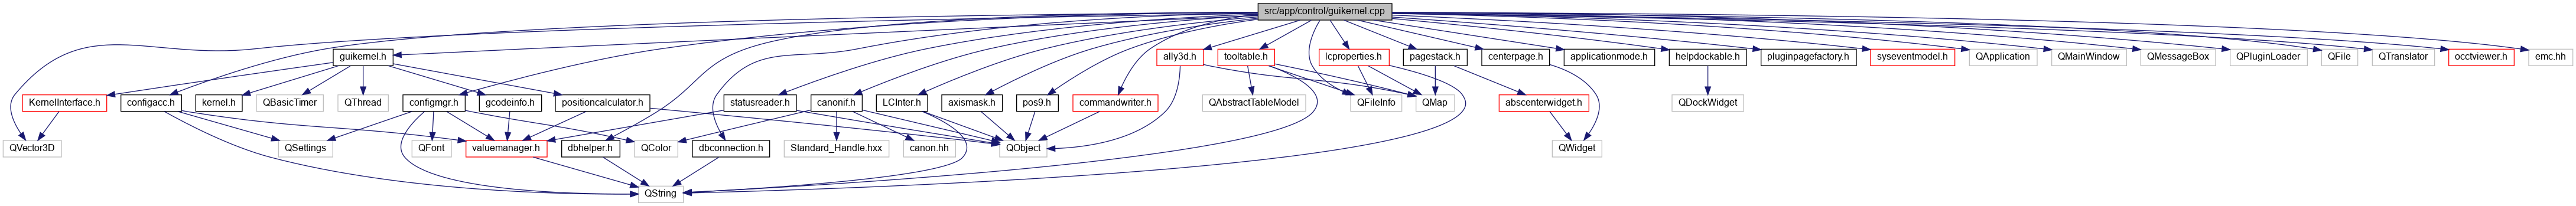 src/app/control/guikernel.cpp
guikernel.h
ally3d.h
tooltable.h
lcproperties.h
pagestack.h
centerpage.h
applicationmode.h
helpdockable.h
pluginpagefactory.h
syseventmodel.h
QApplication
QMainWindow
QMessageBox
QPluginLoader
QFile
QTranslator
occtviewer.h
emc.hh
KernelInterface.h
configacc.h
kernel.h
QBasicTimer
QThread
configmgr.h
gcodeinfo.h
positioncalculator.h
statusreader.h
canonif.h
LCInter.h
axismask.h
pos9.h
commandwriter.h
QAbstractTableModel
QFileInfo
QMap
abscenterwidget.h
QDockWidget
QVector3D
QSettings
QFont
valuemanager.h
dbhelper.h
QColor
dbconnection.h
Standard_Handle.hxx
canon.hh
QObject
QWidget
QString